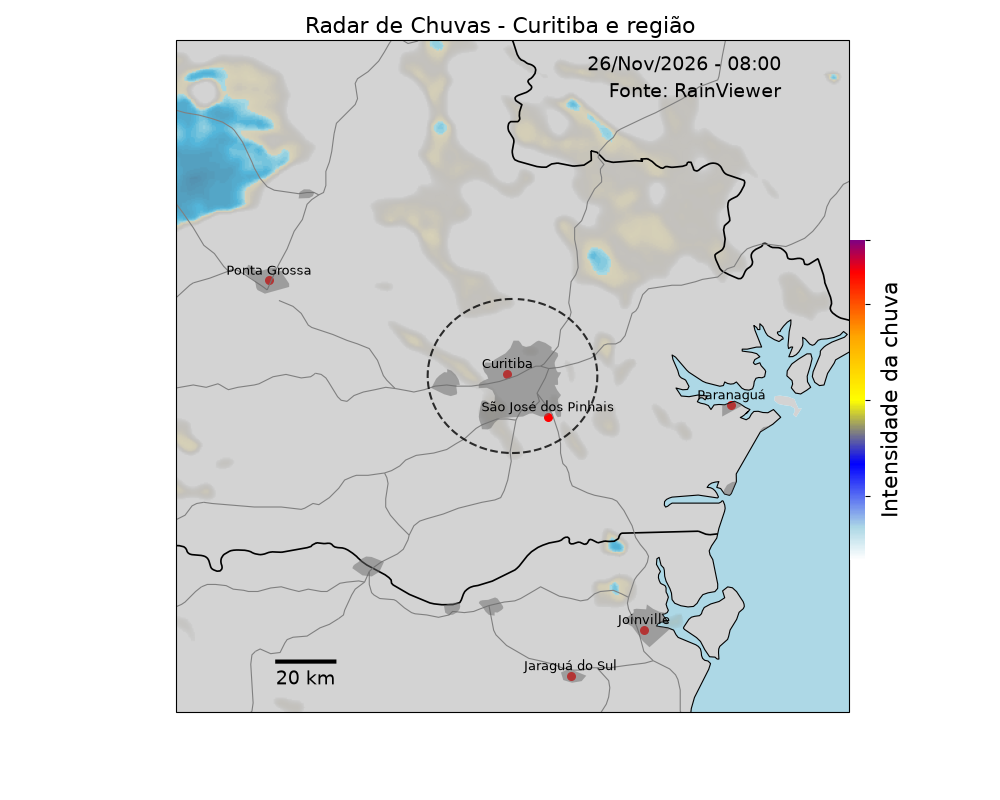 Radar de Chuvas - Curitiba e região
26/Nov/2026 - 08:00
Fonte: RainViewer
Ponta Grossa
Curitiba
São José dos Pinhais
Paranaguá
Intensidade da chuva
Joinville
Jaraguá do Sul
20 km